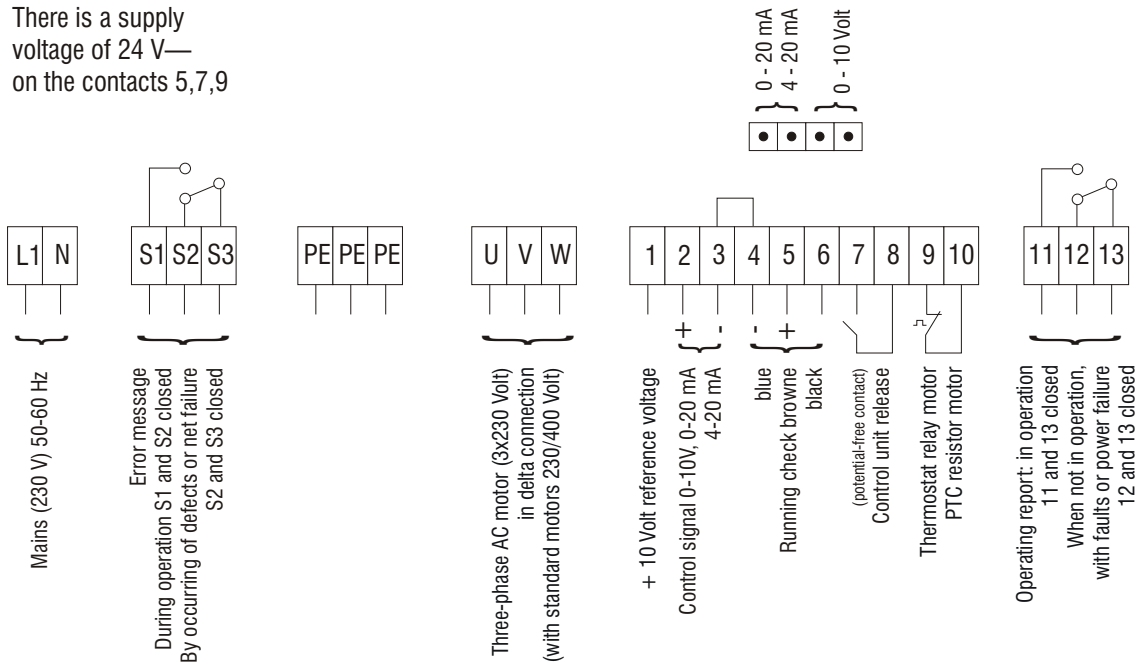 There is a supply
voltage of 24 V—
on the contacts 5,7,9
0 - 20 mA
4 - 20 mA
0 - 10 Volt
L1 N
S1 S2 S3
PE PE PE
U V W
1 2 3 4 5 6 7 8 9 10
11 12 13
+ -
- +
Mains (230 V) 50-60 Hz
Error message
During operation S1 and S2 closed
By occurring of defects or net failure
S2 and S3 closed
Three-phase AC motor (3x230 Volt)
in delta connection
(with standard motors 230/400 Volt)
+ 10 Volt reference voltage
Control signal 0-10V, 0-20 mA
4-20 mA
blue
Running check browne
black
(potential-free contact)
Control unit release
Thermostat relay motor
PTC resistor motor
Operating report: in operation
11 and 13 closed
When not in operation,
with faults or power failure
12 and 13 closed